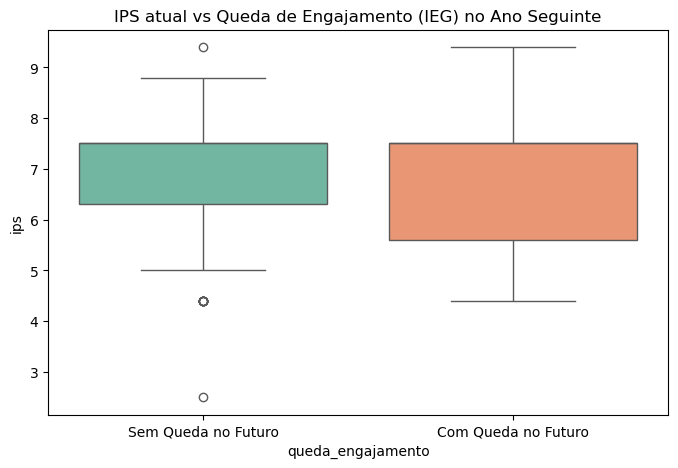 IPS atual vs Queda de Engajamento (IEG) no Ano Seguinte
9
8
7
6
5
4
3
ips
Sem Queda no Futuro
Com Queda no Futuro
queda_engajamento